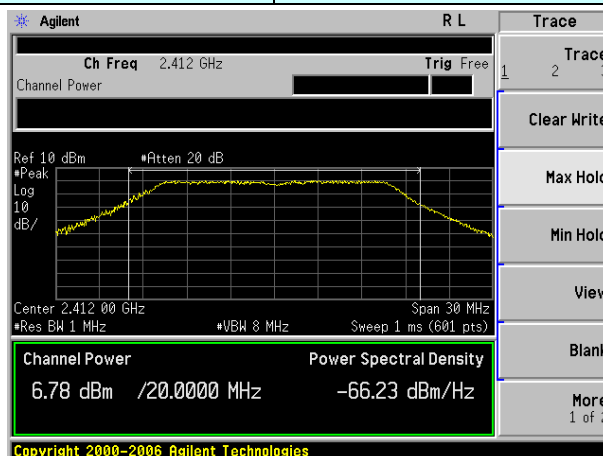 Agilent R L Trace
Ch Freq 2.412 GHz Trig Free
Channel Power
Trace
1 2
Clear Write
Max Hold
Min Hold
View
Blank
More
1 of 2
Ref 10 dBm #Atten 20 dB
#Peak
Log
10
dB/
Center 2.412 00 GHz Span 30 MHz
#Res BW 1 MHz #VBW 8 MHz Sweep 1 ms (601 pts)
Channel Power Power Spectral Density
6.78 dBm /20.0000 MHz -66.23 dBm/Hz
Copyright 2000-2006 Agilent Technologies